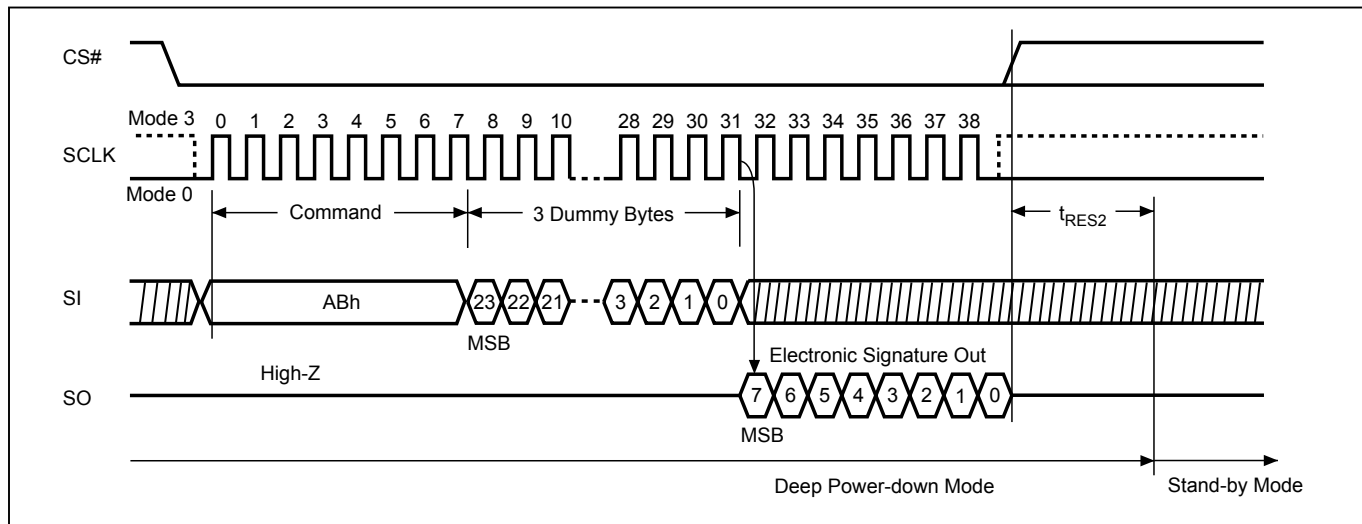 CS#
Mode 3
0 1 2 3 4 5 6 7 8 9 10 28 29 30 31 32 33 34 35 36 37 38
SCLK
Mode 0
Command
3 Dummy Bytes
tRES2
SI
ABh
23 22 21 3 2 1 0
MSB
Electronic Signature Out
High-Z
SO
7 6 5 4 3 2 1 0
MSB
Deep Power-down Mode
Stand-by Mode